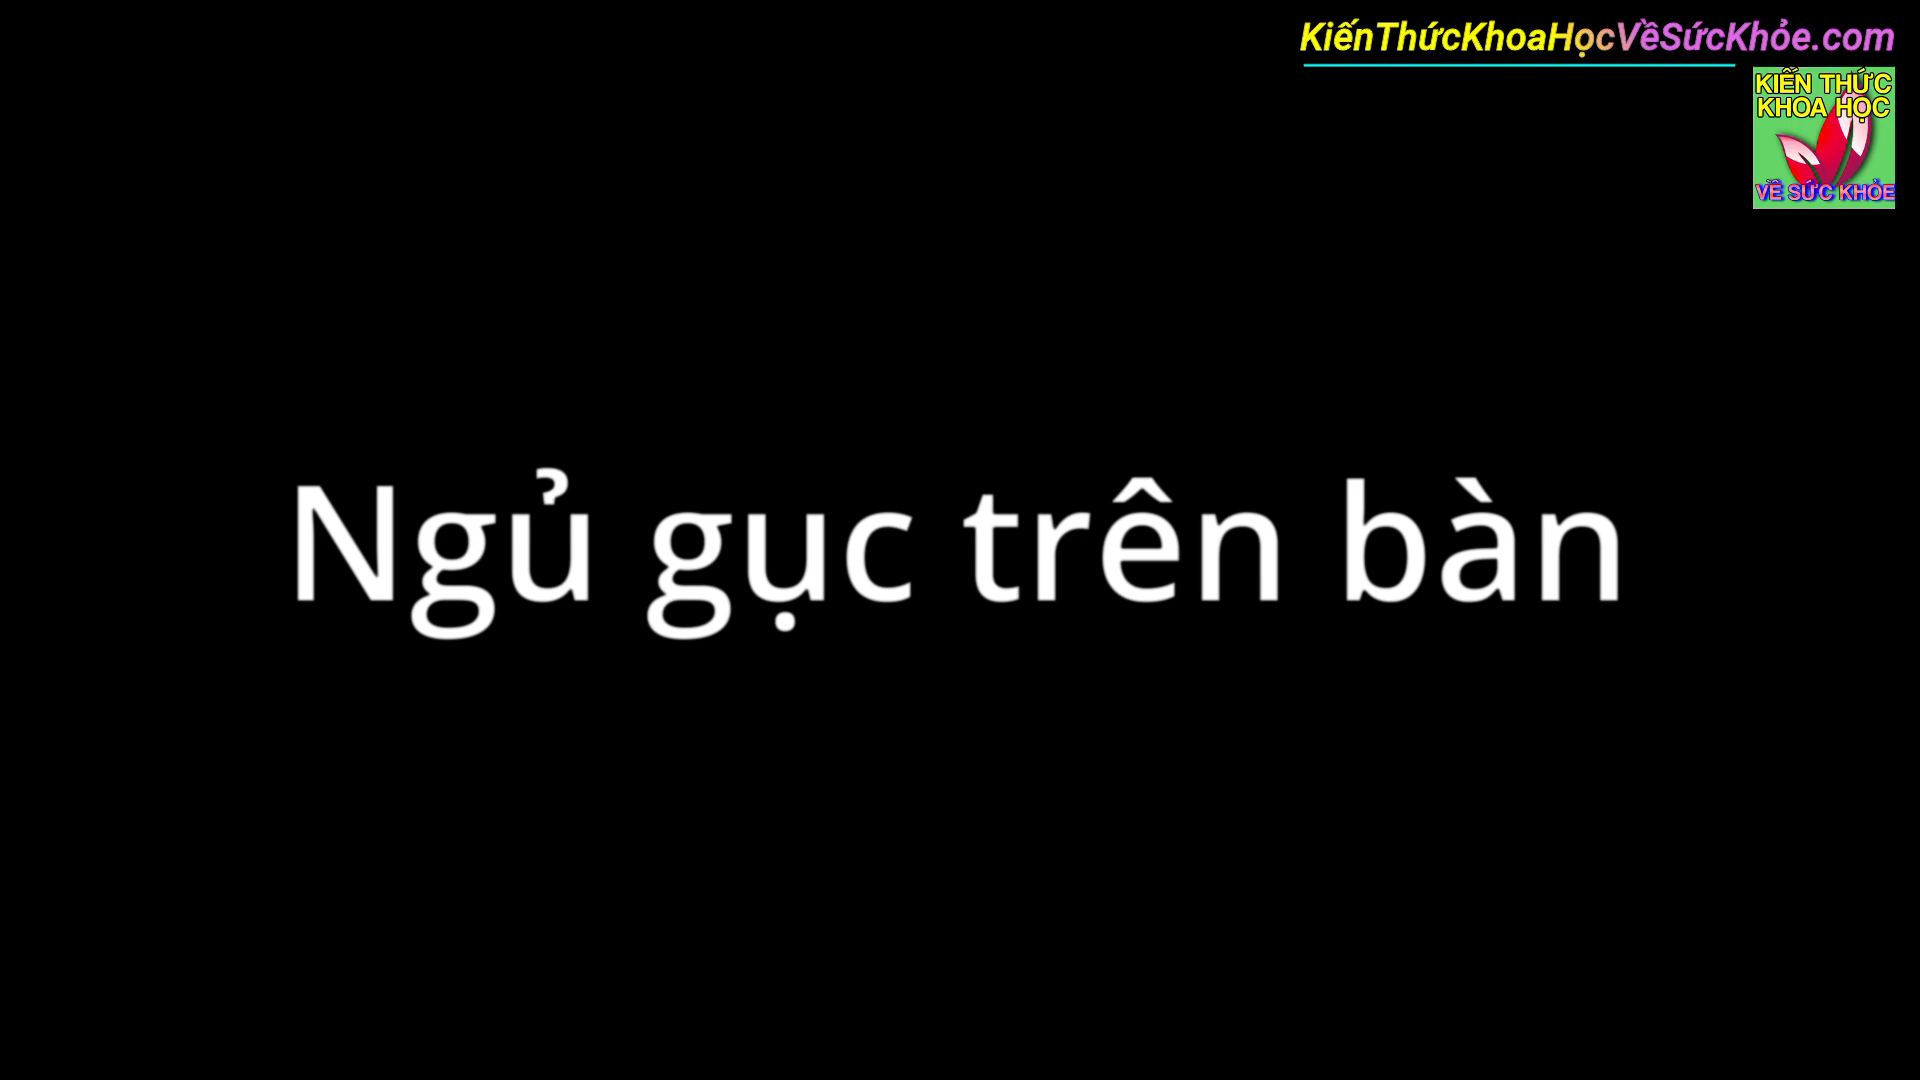 KiếnThứcKhoaHọcVềSứcKhỏe.com
KIẾN THỨC
KHOA HỌC
VỀ SỨC KHỎE
Ngủ gục trên bàn